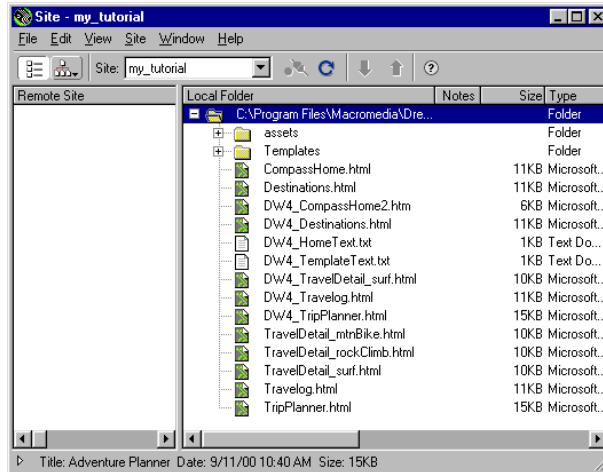 Site - my_tutorial
File Edit View Site Window Help
Site: my_tutorial
Remote Site
Local Folder Notes Size Type
C:\Program Files\Macromedia\Dre... Folder
assets Folder
Templates Folder
CompassHome.html 11KB Microsoft...
Destinations.html 11KB Microsoft...
DW4_CompassHome2.htm 6KB Microsoft...
DW4_Destinations.html 11KB Microsoft...
DW4_HomeText.txt 1KB Text Do...
DW4_TemplateText.txt 1KB Text Do...
DW4_TravelDetail_surf.html 10KB Microsoft...
DW4_Travelog.html 11KB Microsoft...
DW4_TripPlanner.html 15KB Microsoft...
TravelDetail_mtnBike.html 10KB Microsoft...
TravelDetail_rockClimb.html 10KB Microsoft...
TravelDetail_surf.html 10KB Microsoft...
Travelog.html 11KB Microsoft...
TripPlanner.html 15KB Microsoft...
Title: Adventure Planner Date: 9/11/00 10:40 AM Size: 15KB